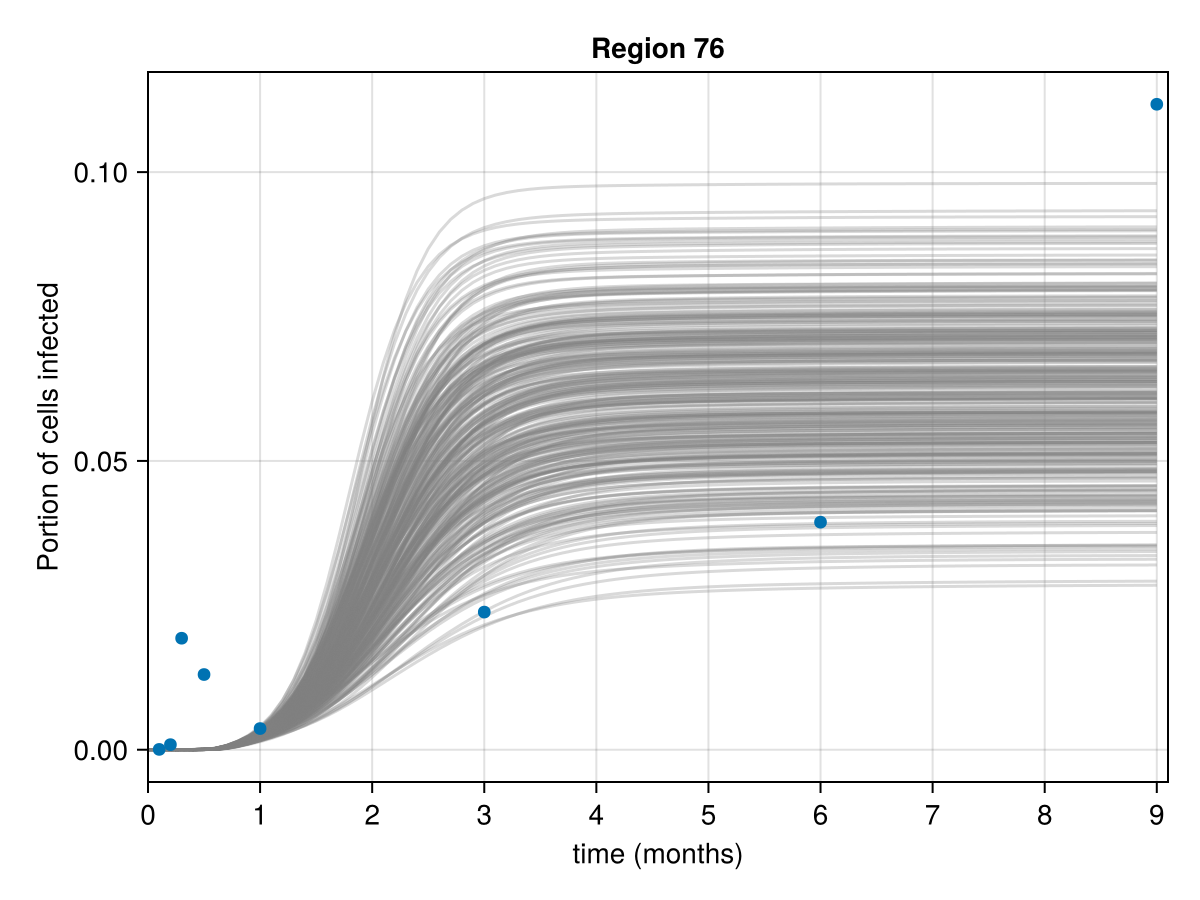 Region 76
Portion of cells infected
0.10
0.05
0.00
0 1 2 3 4 5 6 7 8 9
time (months)